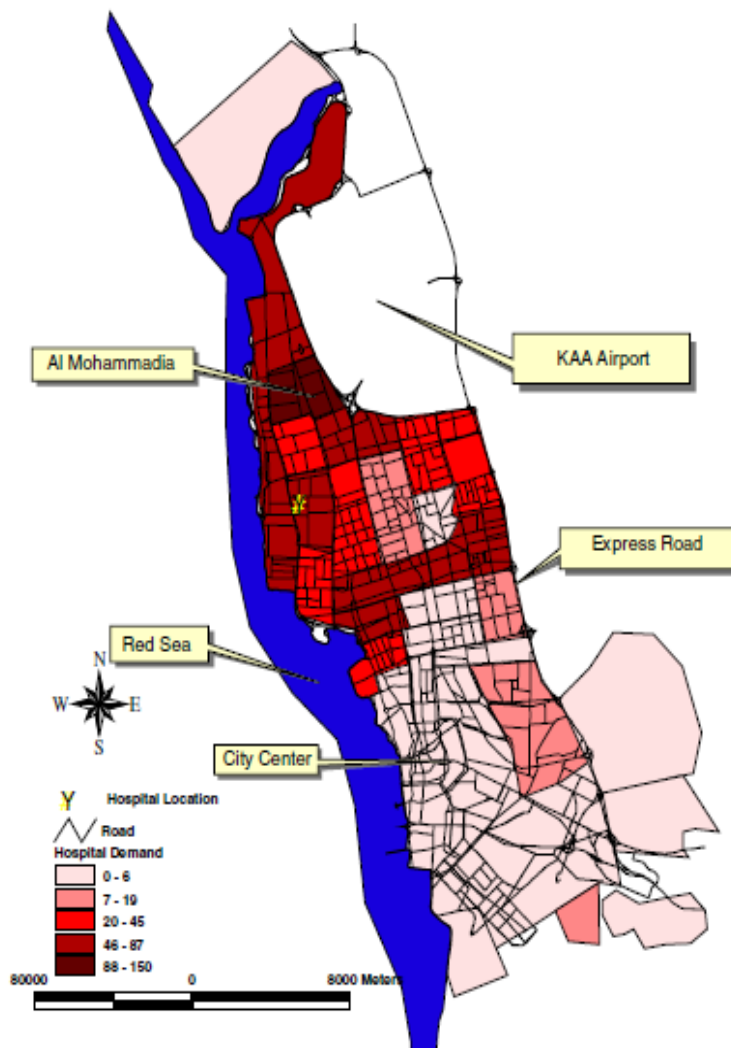 Al Mohammadia
KAA Airport
Express Road
Red Sea
N
W
E
S
City Center
Hospital Location
Road
Hospital Demand
0 - 6
7 - 19
20 - 45
46 - 87
88 - 150
80000 0 8000 Meters